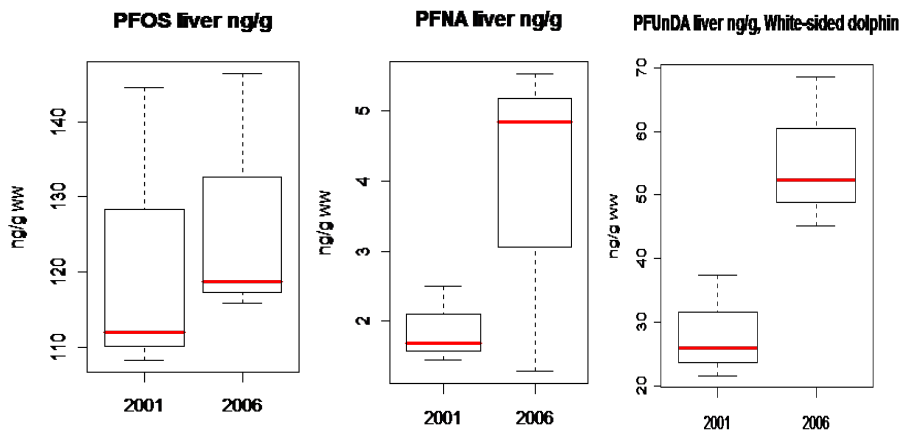 PFOS liver ng/g
ng/g ww
140
130
120
110
2001 2006
PFNA liver ng/g
ng/g ww
5
4
3
2
2001 2006
PFUnDA liver ng/g, White-sided dolphin
ng/g ww
70
60
50
40
30
20
2001 2006